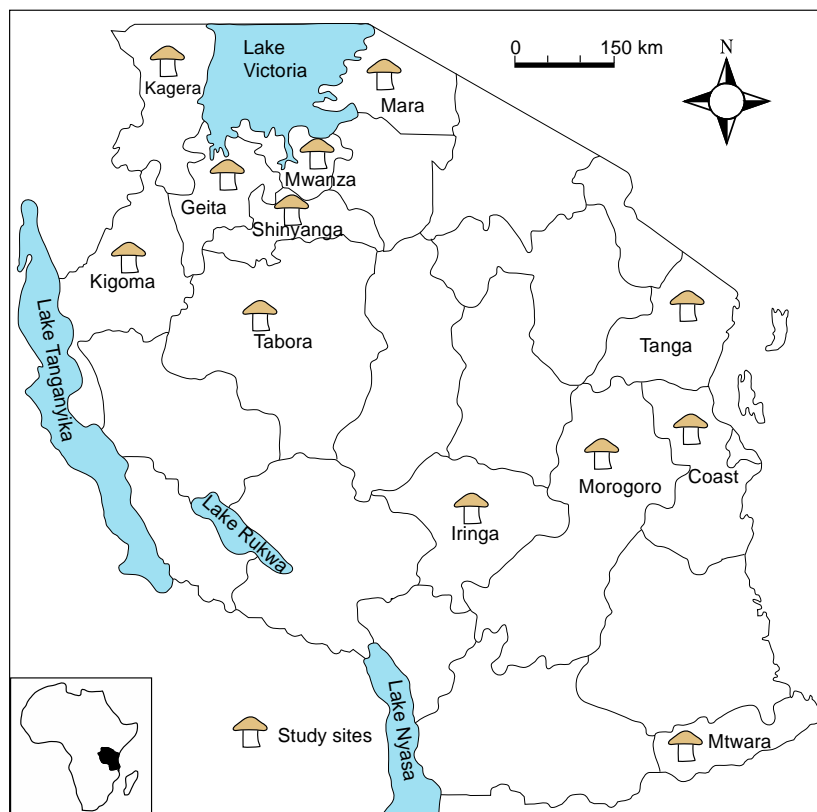 Lake
Victoria
0 150 km
N
Kagera
Mara
Mwanza
Geita
Shinyanga
Kigoma
Tabora
Tanga
Lake Tanganyika
Morogoro
Coast
Lake Rukwa
Iringa
Lake Nyasa
Study sites
Mtwara